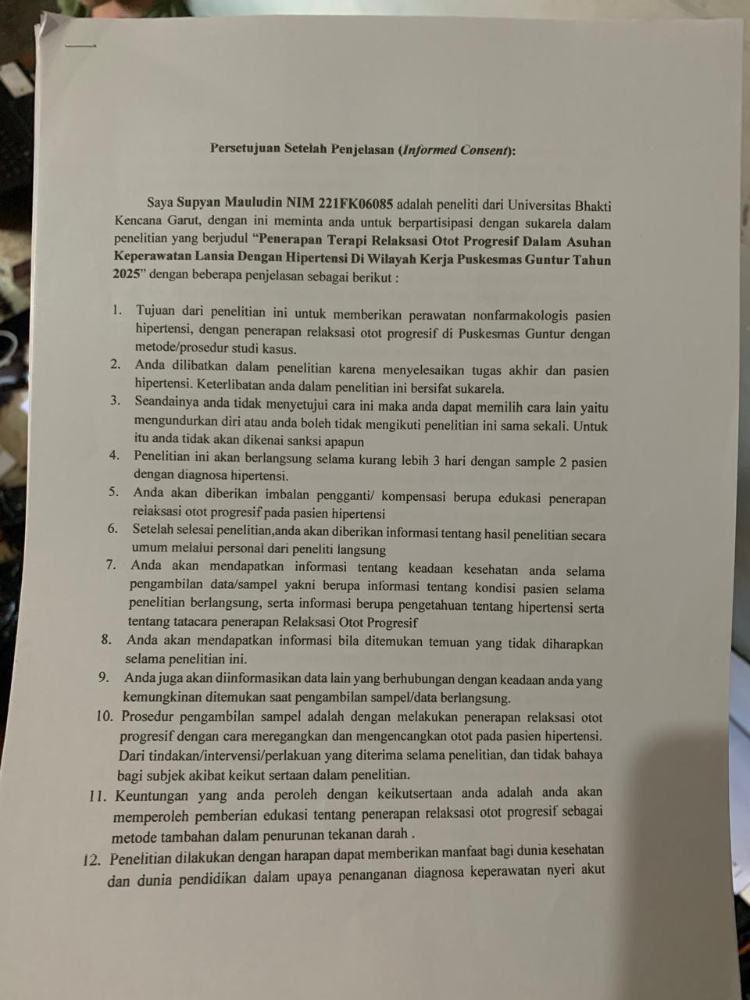 Persetujuan Setelah Penjelasan (Informed Consent):
Saya Supyan Mauludin NIM 221FK06085 adalah peneliti dari Universitas Bhakti
Kencana Garut, dengan ini meminta anda untuk berpartisipasi dengan sukarela dalam
penelitian yang berjudul “Penerapan Terapi Relaksasi Otot Progresif Dalam Asuhan
Keperawatan Lansia Dengan Hipertensi Di Wilayah Kerja Puskesmas Guntur Tahun
2025” dengan beberapa penjelasan sebagai berikut :
1. Tujuan dari penelitian ini untuk memberikan perawatan nonfarmakologis pasien
hipertensi, dengan penerapan relaksasi otot progresif di Puskesmas Guntur dengan
metode/prosedur studi kasus.
2. Anda dilibatkan dalam penelitian karena menyelesaikan tugas akhir dan pasien
hipertensi. Keterlibatan anda dalam penelitian ini bersifat sukarela.
3. Seandainya anda tidak menyetujui cara ini maka anda dapat memilih cara lain yaitu
mengundurkan diri atau anda boleh tidak mengikuti penelitian ini sama sekali. Untuk
itu anda tidak akan dikenai sanksi apapun
4. Penelitian ini akan berlangsung selama kurang lebih 3 hari dengan sample 2 pasien
dengan diagnosa hipertensi.
5. Anda akan diberikan imbalan pengganti/ kompensasi berupa edukasi penerapan
relaksasi otot progresif pada pasien hipertensi
6. Setelah selesai penelitian,anda akan diberikan informasi tentang hasil penelitian secara
umum melalui personal dari peneliti langsung
7. Anda akan mendapatkan informasi tentang keadaan kesehatan anda selama
pengambilan data/sampel yakni berupa informasi tentang kondisi pasien selama
penelitian berlangsung, serta informasi berupa pengetahuan tentang hipertensi serta
tentang tatacara penerapan Relaksasi Otot Progresif
8. Anda akan mendapatkan informasi bila ditemukan temuan yang tidak diharapkan
selama penelitian ini.
9. Anda juga akan diinformasikan data lain yang berhubungan dengan keadaan anda yang
kemungkinan ditemukan saat pengambilan sampel/data berlangsung.
10. Prosedur pengambilan sampel adalah dengan melakukan penerapan relaksasi otot
progresif dengan cara meregangkan dan mengencangkan otot pada pasien hipertensi.
Dari tindakan/intervensi/perlakuan yang diterima selama penelitian, dan tidak bahaya
bagi subjek akibat keikut sertaan dalam penelitian.
11. Keuntungan yang anda peroleh dengan keikutsertaan anda adalah anda akan
memperoleh pemberian edukasi tentang penerapan relaksasi otot progresif sebagai
metode tambahan dalam penurunan tekanan darah .
12. Penelitian dilakukan dengan harapan dapat memberikan manfaat bagi dunia kesehatan
dan dunia pendidikan dalam upaya penanganan diagnosa keperawatan nyeri akut